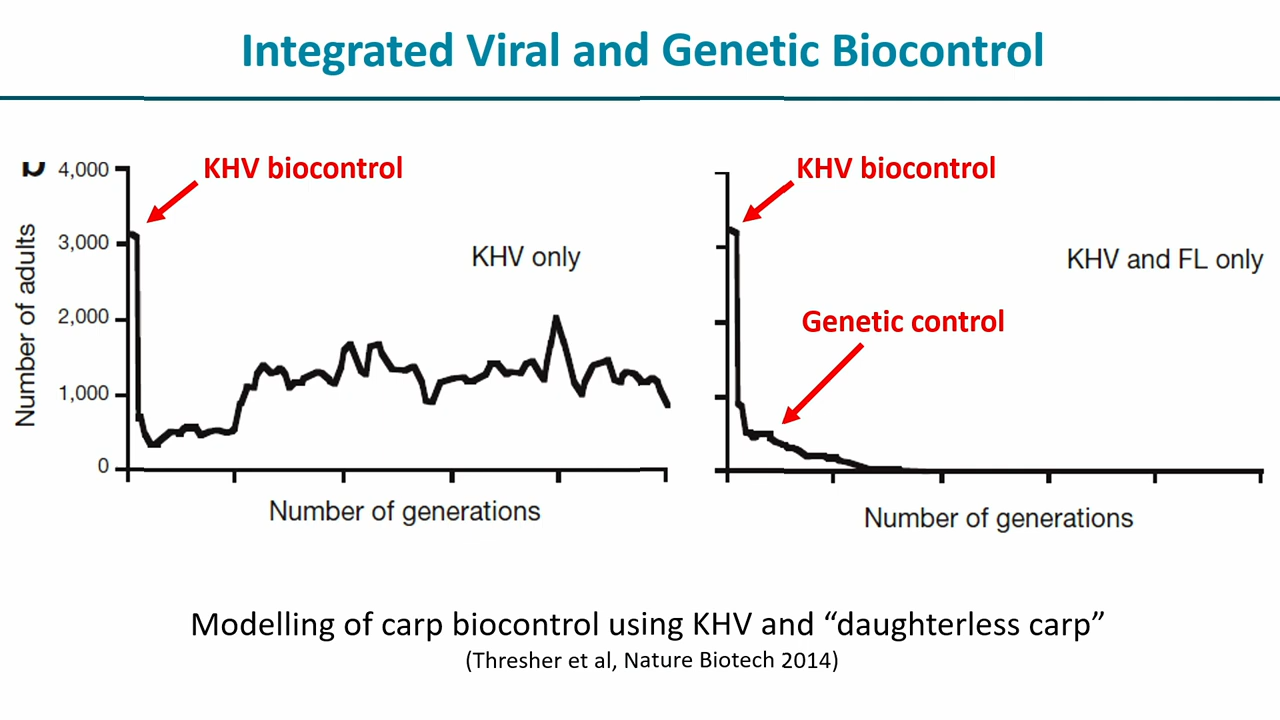 Integrated Viral and Genetic Biocontrol
KHV biocontrol
4,000
3,000
2,000
1,000
0
Number of adults
KHV only
Number of generations
KHV biocontrol
KHV and FL only
Genetic control
Number of generations
Modelling of carp biocontrol using KHV and “daughterless carp”
(Thresher et al, Nature Biotech 2014)